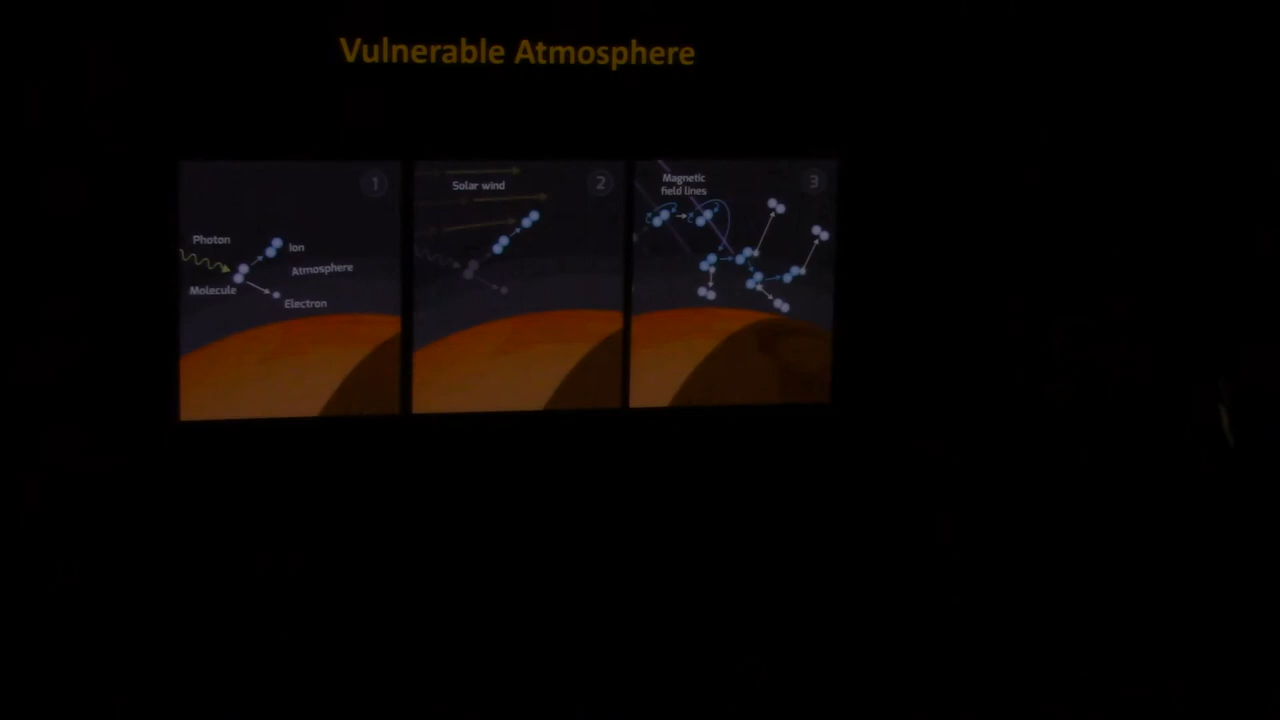 Vulnerable Atmosphere
1
Photon
Ion
Atmosphere
Molecule
Electron
2
Solar wind
3
Magnetic
field lines